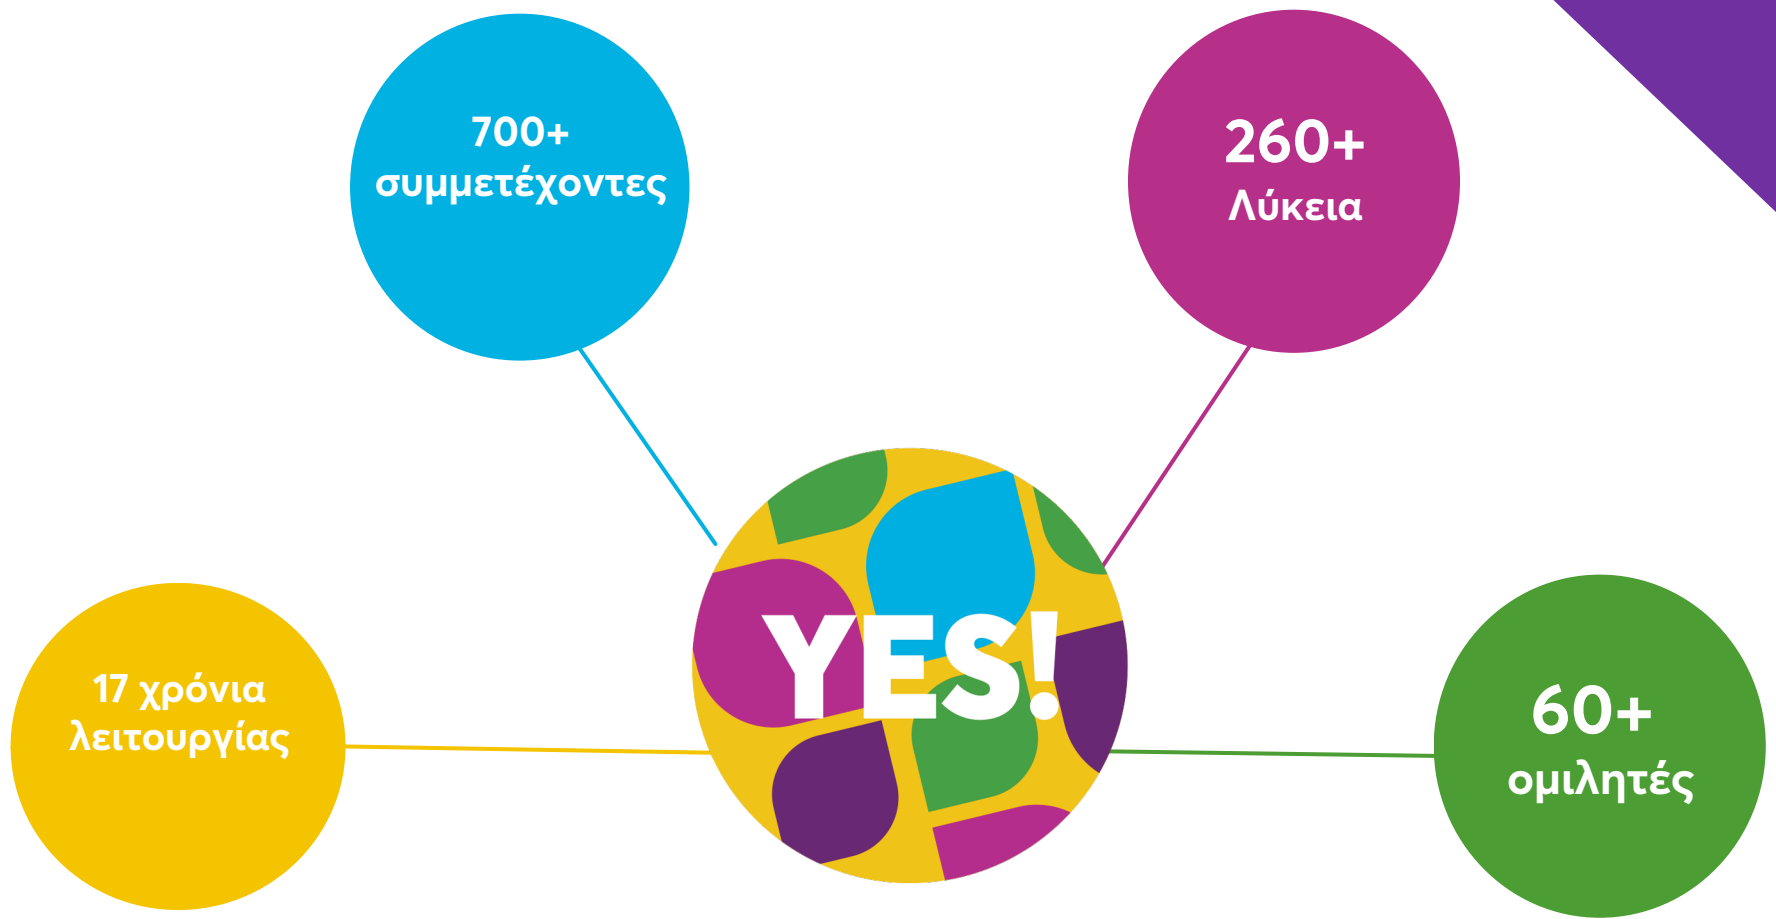 700+
συμμετέχοντες
260+
Λύκεια
YES!
17 χρόνια
λειτουργίας
60+
ομιλητές